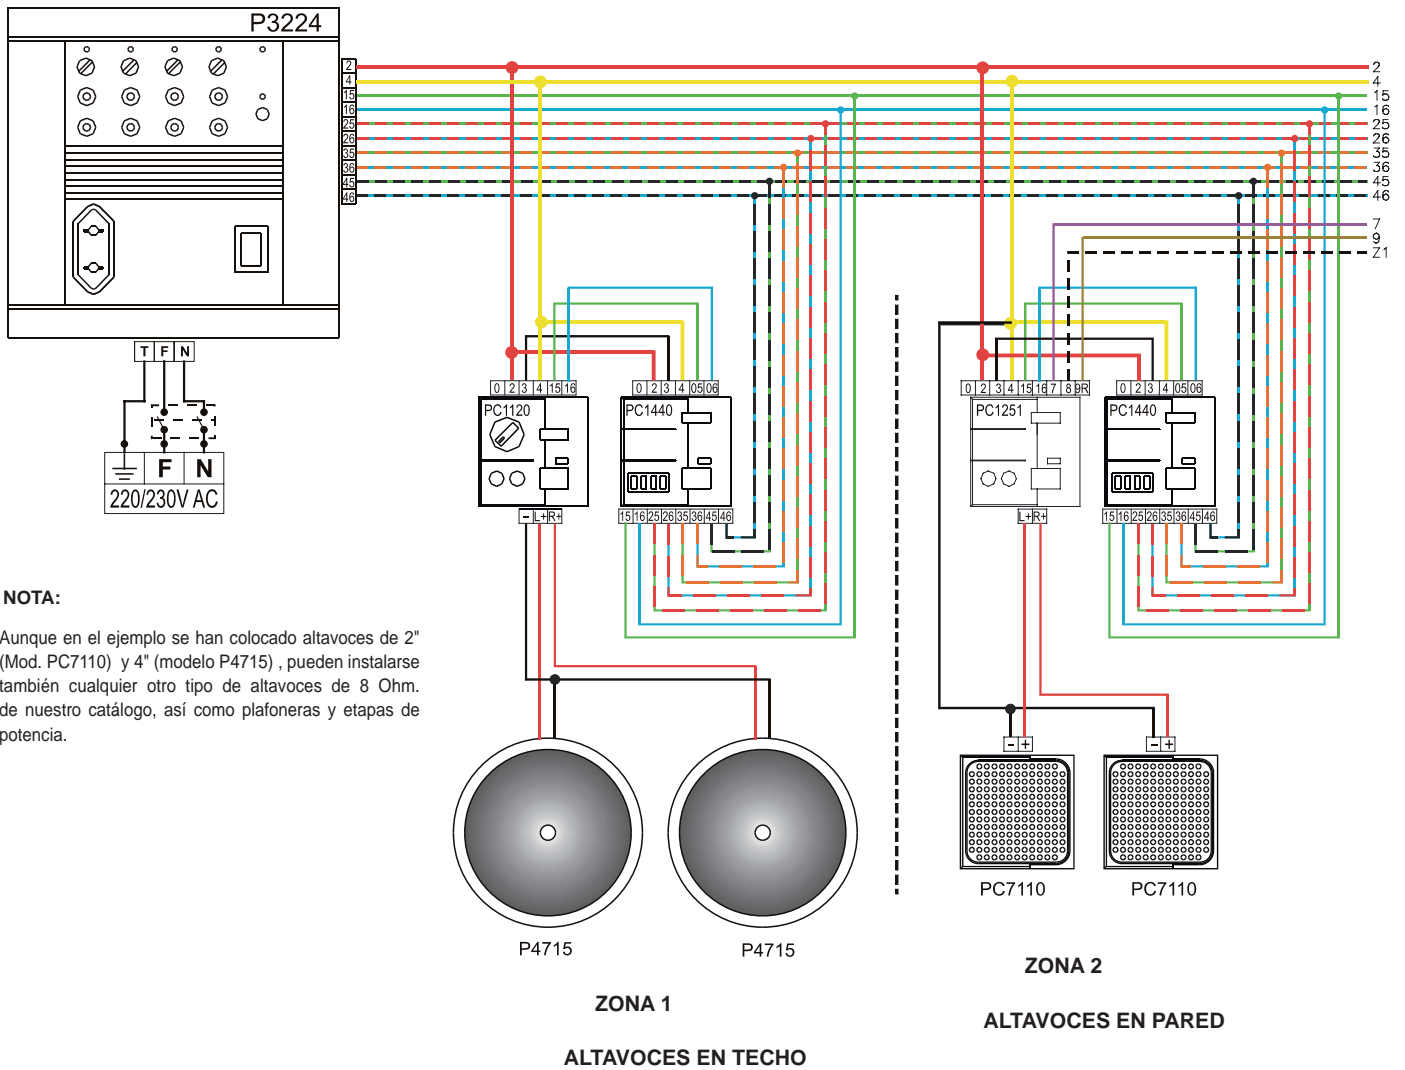 P3224
2
4
15
16
25
26
35
36
45
46
2
4
15
16
25
26
35
36
45
46
7
9
Z1
T F N
F N
220/230V AC
0 2 3 4 15 16
PC1120
- L+ R+
0 2 3 4 05 06
PC1440
15 16 25 26 35 36 45 46
0 2 3 4 15 16 7 8 9R
PC1251
L+ R+
0 2 3 4 05 06
PC1440
15 16 25 26 35 36 45 46
NOTA:
Aunque en el ejemplo se han colocado altavoces de 2"
(Mod. PC7110) y 4" (modelo P4715) , pueden instalarse
también cualquier otro tipo de altavoces de 8 Ohm.
de nuestro catálogo, así como plafoneras y etapas de
potencia.
- +
- +
PC7110
PC7110
P4715
P4715
ZONA 1
ALTAVOCES EN TECHO
ZONA 2
ALTAVOCES EN PARED